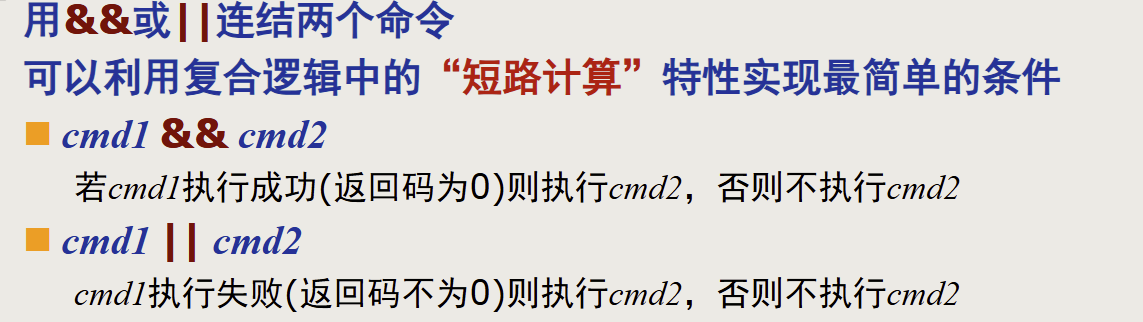 用&&或||连结两个命令
可以利用复合逻辑中的“短路计算”特性实现最简单的条件
cmd1 && cmd2
若cmd1执行成功(返回码为0)则执行cmd2，否则不执行cmd2
cmd1 || cmd2
cmd1执行失败(返回码不为0)则执行cmd2，否则不执行cmd2